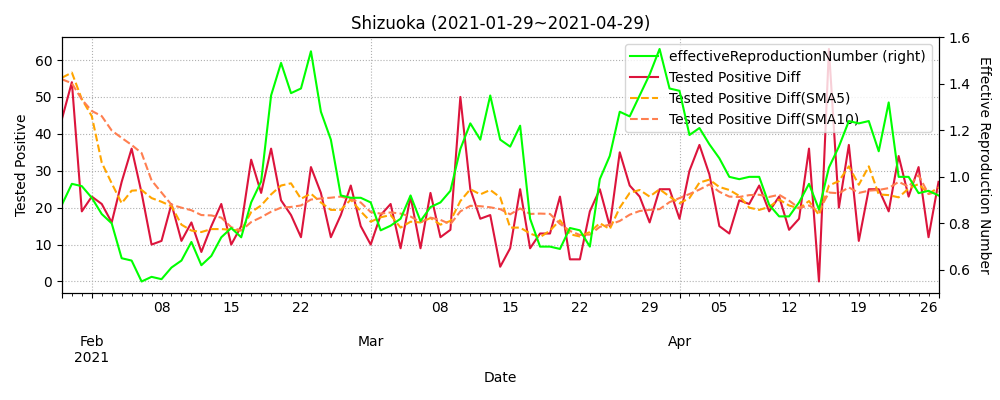 Shizuoka (2021-01-29~2021-04-29)
effectiveReproductionNumber (right)
Tested Positive Diff
Tested Positive Diff(SMA5)
Tested Positive Diff(SMA10)
Tested Positive
60
50
40
30
20
10
0
1.6
1.4
1.2
1.0
0.8
0.6
Effective Reproduction Number
08 15 22 08 15 22 29 05 12 19 26
Feb Mar Apr
2021
Date